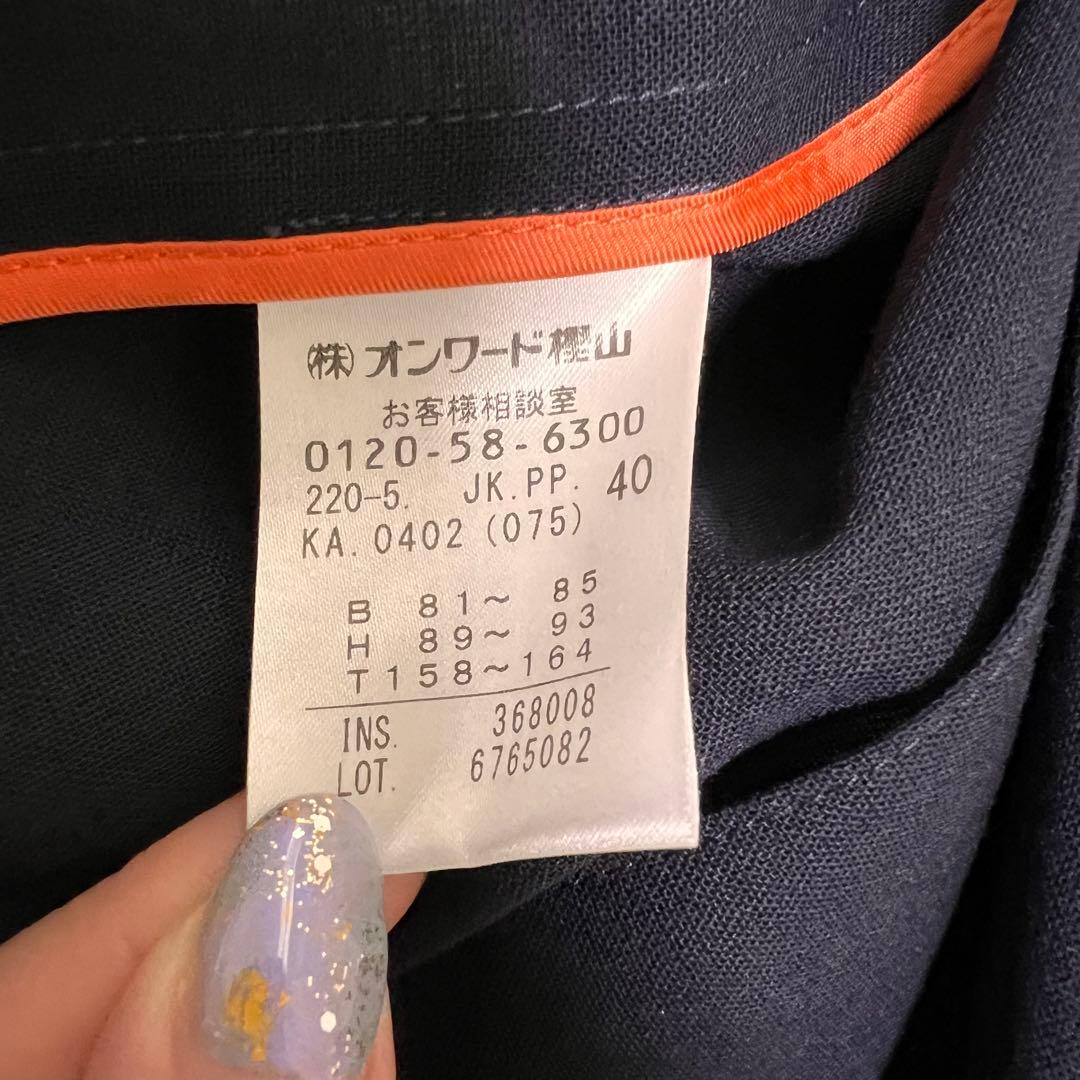 (株)オンワード樫山
お客様相談室
0120-58-6300
220-5. JK.PP. 40
KA.0402(075)
B 81～ 85
H 89～ 93
T158～164
INS. 368008
LOT. 6765082